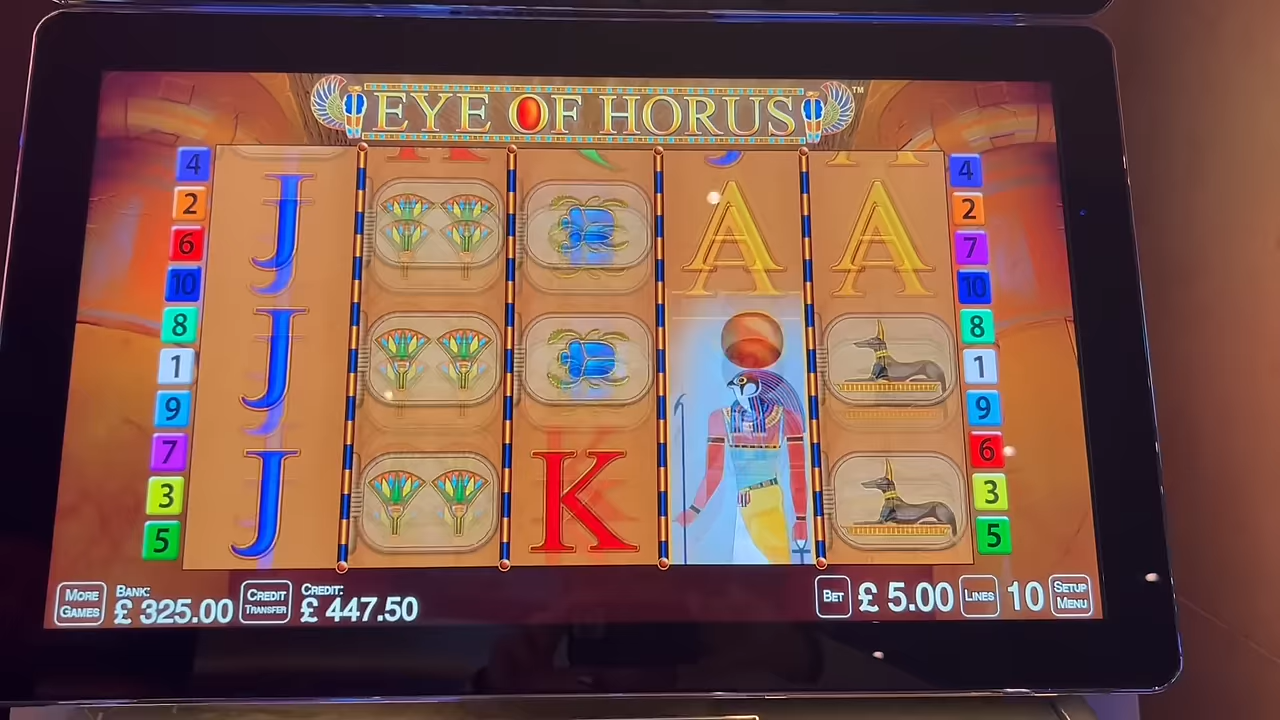 EYE OF HORUS™
4 4
2 2
6 7
10 10
8 8
1 1
9 9
7 6
3 3
5 5
J A A
J
J K
MORE GAMES BANK: £ 325.00 CREDIT TRANSFER CREDIT: £ 447.50 BET £ 5.00 LINES 10 SETUP MENU